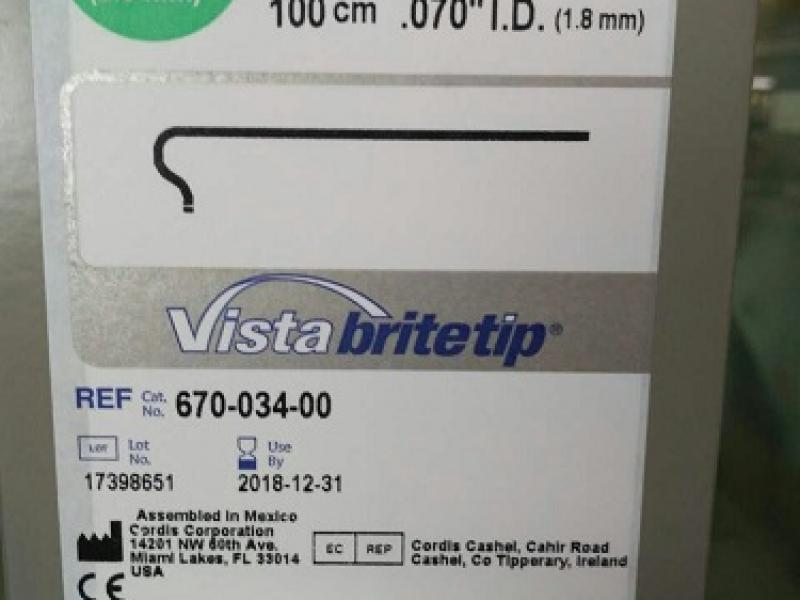 100 cm .070" I.D. (1.8 mm)
Vista brite tip®
REF Cat. No. 670-034-00
LOT Lot No.
Use By
17398651 2018-12-31
Assembled in Mexico
Cordis Corporation
14201 NW 60th Ave.
Miami Lakes, FL 33014
USA
EC REP
Cordis Cashel, Cahir Road
Cashel, Co Tipperary, Ireland
CE